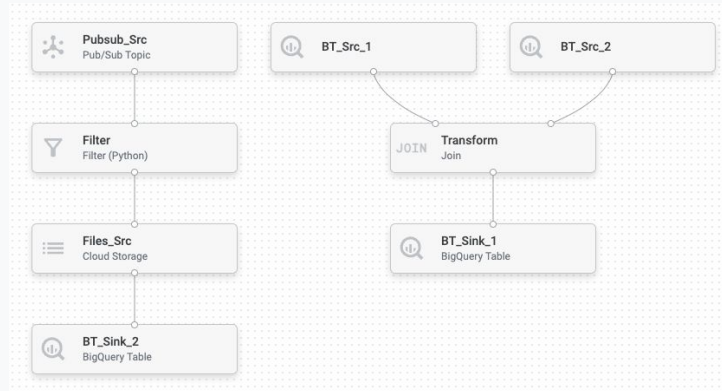 Pubsub_Src
Pub/Sub Topic
BT_Src_1
BT_Src_2
Filter
Filter (Python)
JOIN
Transform
Join
Files_Src
Cloud Storage
BT_Sink_1
BigQuery Table
BT_Sink_2
BigQuery Table